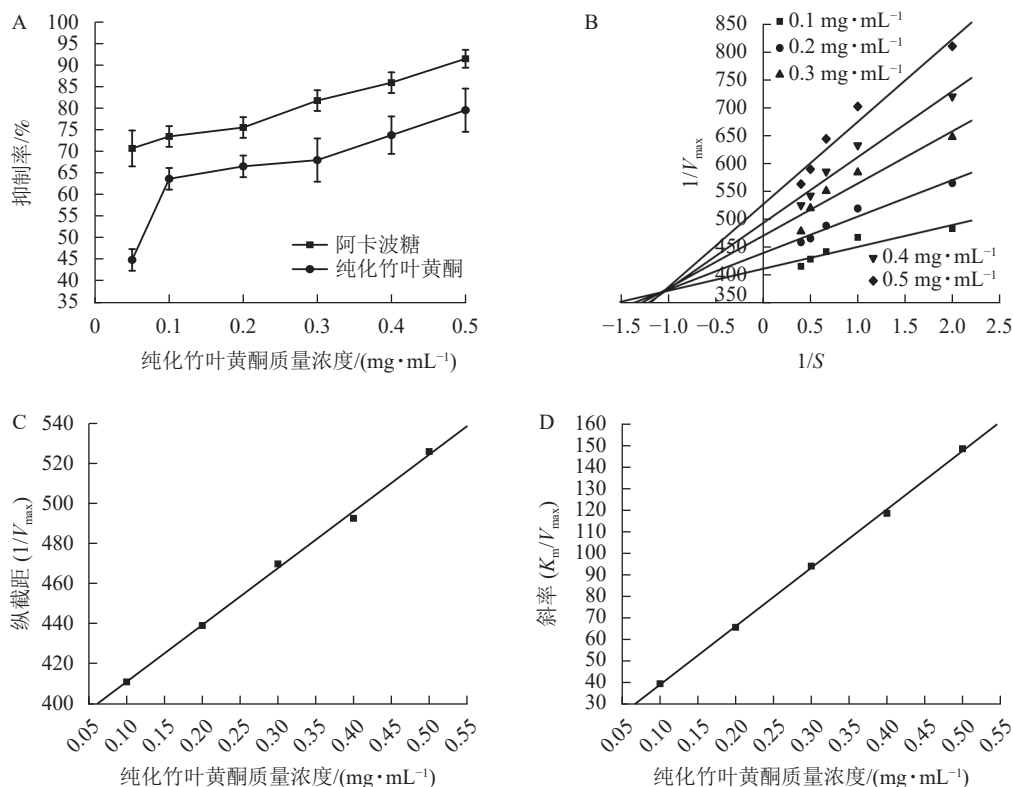 A
100
95
90
85
80
75
70
65
60
55
50
45
40
35
抑制率/%
阿卡波糖
纯化竹叶黄酮
0 0.1 0.2 0.3 0.4 0.5
纯化竹叶黄酮质量浓度/(mg·mL⁻¹)
B
850
800
750
700
650
600
550
500
450
400
350
1/Vmax
0.1 mg·mL⁻¹
0.2 mg·mL⁻¹
0.3 mg·mL⁻¹
0.4 mg·mL⁻¹
0.5 mg·mL⁻¹
−1.5 −1.0 −0.5 0 0.5 1.0 1.5 2.0 2.5
1/S
C
540
520
480
460
440
420
400
纵截距 (1/Vmax)
0.05 0.10 0.15 0.20 0.25 0.30 0.35 0.40 0.45 0.50 0.55
纯化竹叶黄酮质量浓度/(mg·mL⁻¹)
D
160
150
140
130
120
110
100
90
80
70
60
50
40
30
斜率 (Km/Vmax)
0.05 0.10 0.15 0.20 0.25 0.30 0.35 0.40 0.45 0.50 0.55
纯化竹叶黄酮质量浓度/(mg·mL⁻¹)